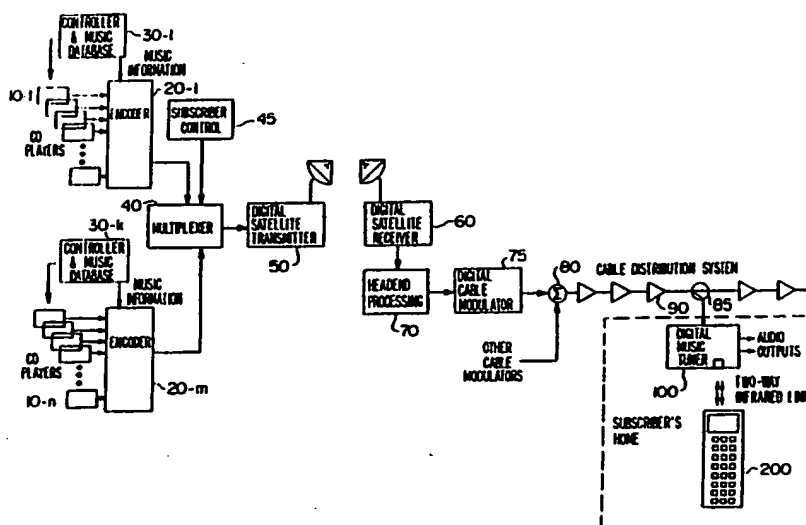 CONTROLLER
& MUSIC
DATABASE
30-1
MUSIC
INFORMATION
20-1
10-1
ENCODER
CD
PLAYERS
SUBSCRIBER
CONTROL
45
40
MULTIPLEXER
DIGITAL
SATELLITE
TRANSMITTER
50
DIGITAL
SATELLITE
RECEIVER
60
HEADEND
PROCESSING
70
75
DIGITAL
CABLE
MODULATOR
80
Σ
CABLE DISTRIBUTION SYSTEM
90
85
OTHER
CABLE
MODULATORS
30-k
CONTROLLER
& MUSIC
DATABASE
MUSIC
INFORMATION
ENCODER
CD
PLAYERS
10-n
20-m
DIGITAL
MUSIC
TUNER
100
AUDIO
OUTPUTS
TWO-WAY
INFRARED LINK
SUBSCRIBER'S
HOME
200